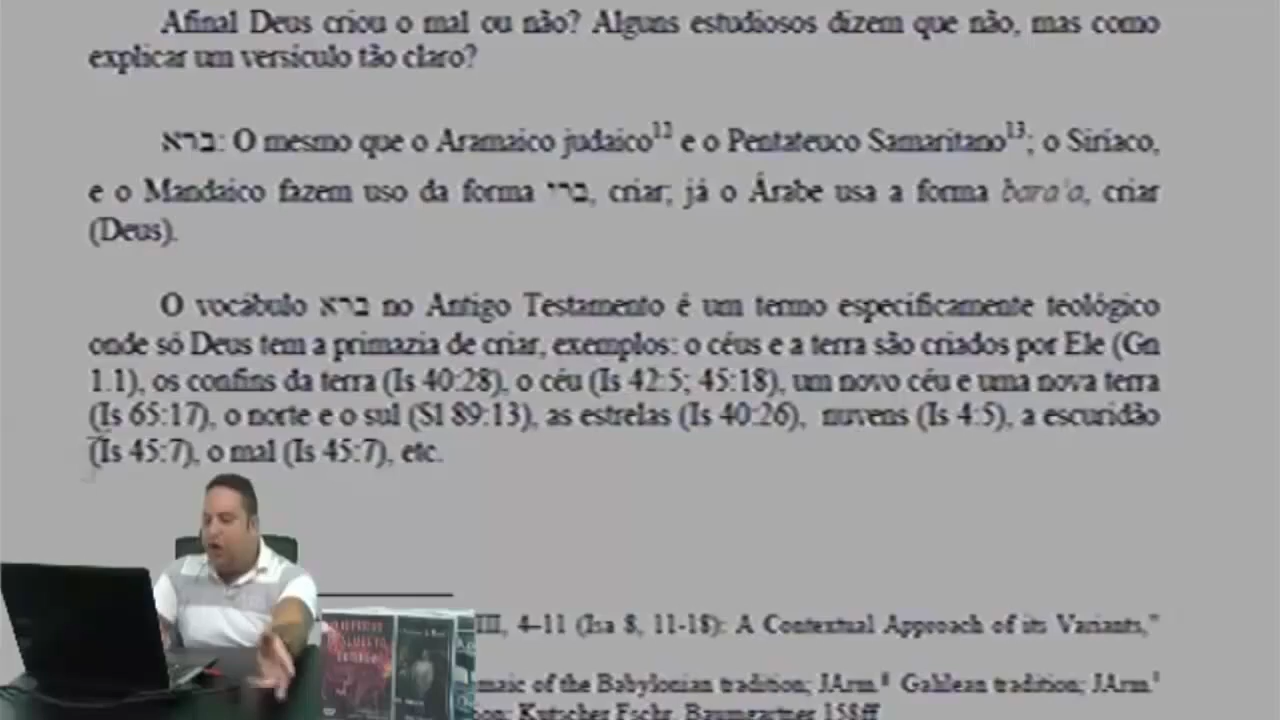 Afinal Deus criou o mal ou não? Alguns estudiosos dizem que não, mas como
explicar um versículo tão claro?
ברא: O mesmo que o Aramaico judaico¹² e o Pentateuco Samaritano¹³; o Siríaco,
e o Mandaico fazem uso da forma ברי, criar; já o Árabe usa a forma bara'a, criar
(Deus).
O vocábulo ברא no Antigo Testamento é um termo especificamente teológico
onde só Deus tem a primazia de criar, exemplos: o céus e a terra são criados por Ele (Gn
1.1), os confins da terra (Is 40:28), o céu (Is 42:5; 45:18), um novo céu e uma nova terra
(Is 65:17), o norte e o sul (Sl 89:13), as estrelas (Is 40:26), nuvens (Is 4:5), a escuridão
(Is 45:7), o mal (Is 45:7), etc.
III, 4–11 (Isa 8, 11-18): A Contextual Approach of its Variants,"
maic of the Babylonian tradition; JArm.ᵍ Galilean tradition; JArm.ᵗ
Kutscher Fschr. Baumgartner 158ff